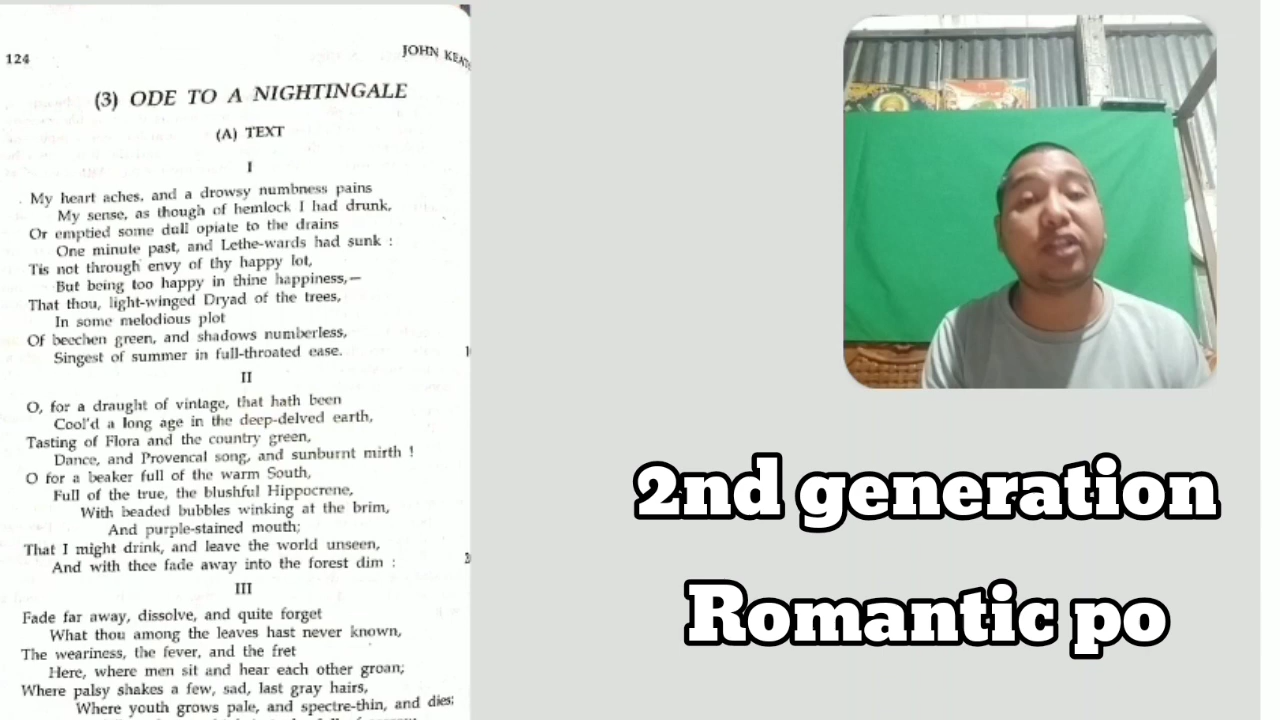 124
JOHN KEATS
(3) ODE TO A NIGHTINGALE
(A) TEXT
I
My heart aches, and a drowsy numbness pains
My sense, as though of hemlock I had drunk,
Or emptied some dull opiate to the drains
One minute past, and Lethe-wards had sunk :
Tis not through envy of thy happy lot,
But being too happy in thine happiness,—
That thou, light-winged Dryad of the trees,
In some melodious plot
Of beechen green, and shadows numberless,
Singest of summer in full-throated ease.
II
O, for a draught of vintage, that hath been
Cool'd a long age in the deep-delved earth,
Tasting of Flora and the country green,
Dance, and Provencal song, and sunburnt mirth !
O for a beaker full of the warm South,
Full of the true, the blushful Hippocrene,
With beaded bubbles winking at the brim,
And purple-stained mouth;
That I might drink, and leave the world unseen,
And with thee fade away into the forest dim :
III
Fade far away, dissolve, and quite forget
What thou among the leaves hast never known,
The weariness, the fever, and the fret
Here, where men sit and hear each other groan;
Where palsy shakes a few, sad, last gray hairs,
Where youth grows pale, and spectre-thin, and dies;
2nd generation
Romantic po